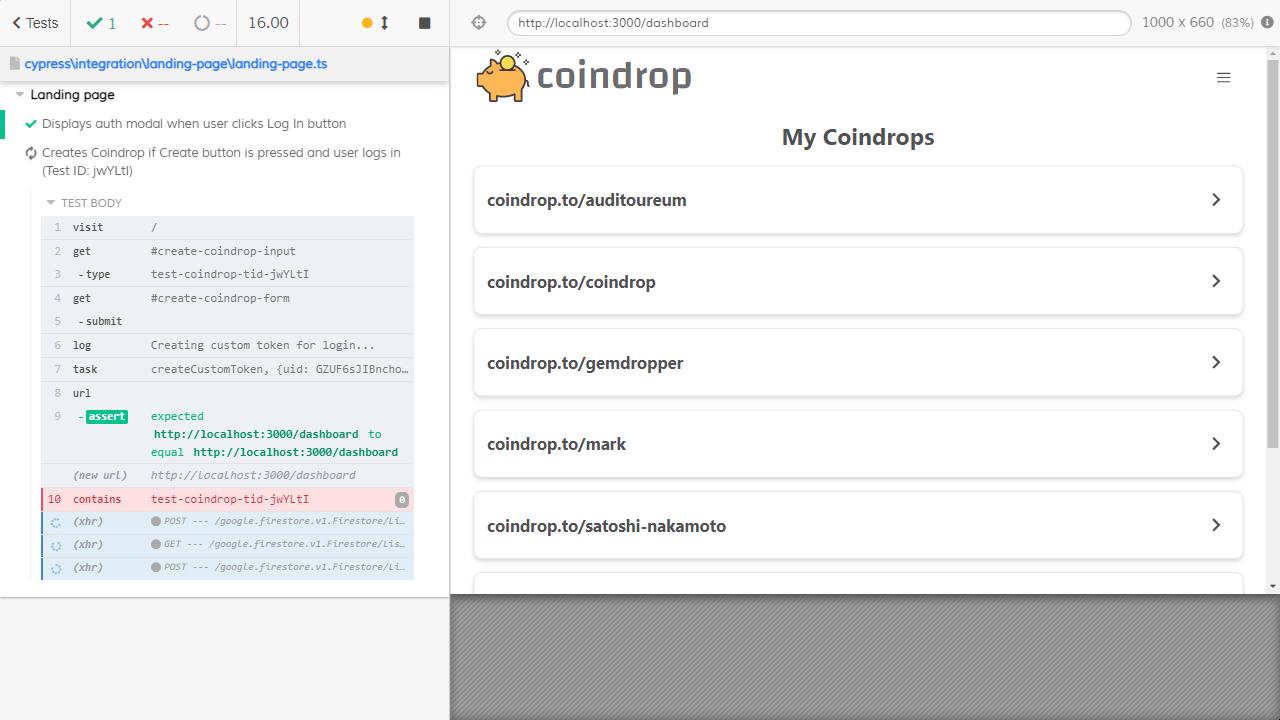 Tests 1 -- -- 16.00
http://localhost:3000/dashboard 1000 x 660 (83%)
cypress\integration\landing-page\landing-page.ts
Landing page
Displays auth modal when user clicks Log In button
Creates Coindrop if Create button is pressed and user logs in
(Test ID: jwYLtI)
TEST BODY
1 visit /
2 get #create-coindrop-input
3 -type test-coindrop-tid-jwYLtI
4 get #create-coindrop-form
5 -submit
6 log Creating custom token for login...
7 task createCustomToken, {uid: GZUF6sJIBncho…
8 url
9 -assert expected
http://localhost:3000/dashboard to
equal http://localhost:3000/dashboard
(new url) http://localhost:3000/dashboard
10 contains test-coindrop-tid-jwYLtI 0
(xhr) POST --- /google.firestore.v1.Firestore/Li…
(xhr) GET --- /google.firestore.v1.Firestore/Lis…
(xhr) POST --- /google.firestore.v1.Firestore/Li…
coindrop
My Coindrops
coindrop.to/auditoureum
coindrop.to/coindrop
coindrop.to/gemdropper
coindrop.to/mark
coindrop.to/satoshi-nakamoto